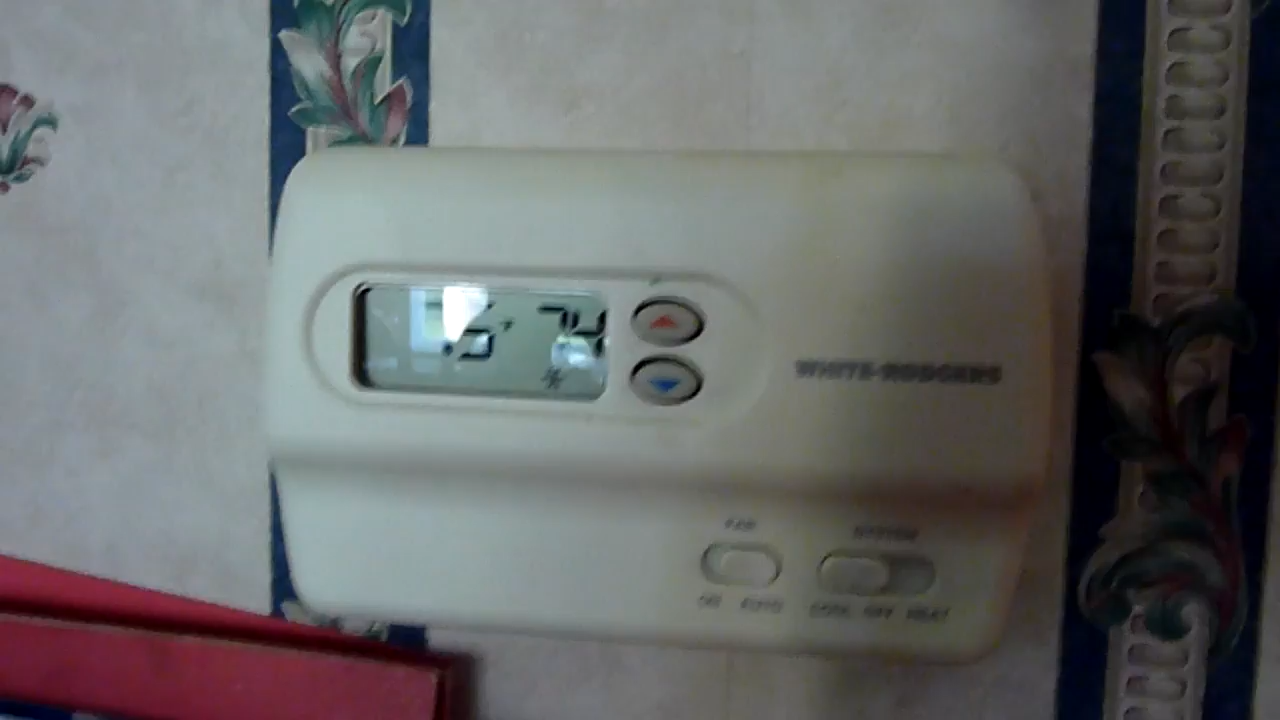 74
WHITE-RODGERS
FAN
SYSTEM
ON AUTO
COOL OFF HEAT